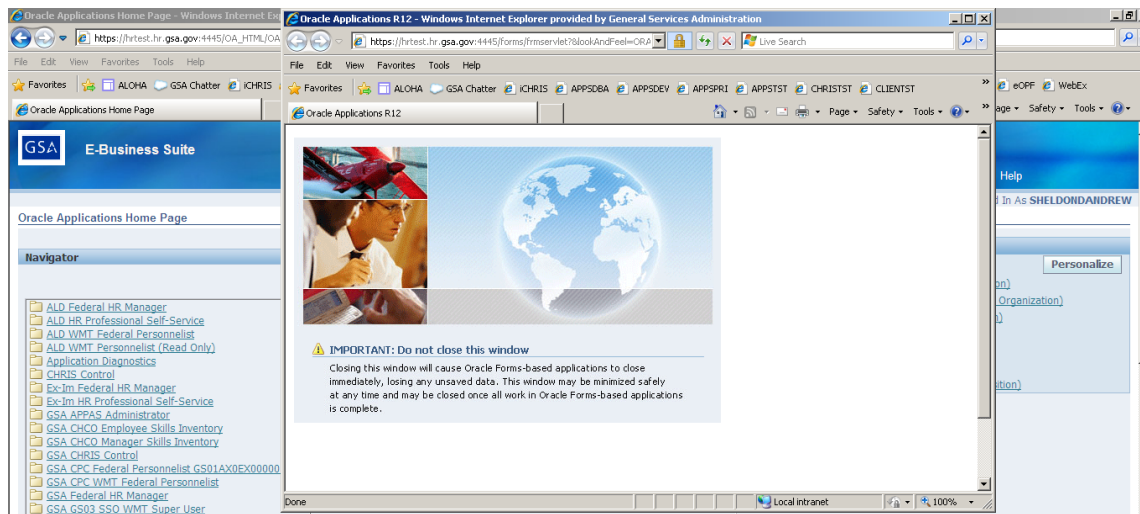 Oracle Applications Home Page - Windows Internet Exp
https://hrtest.hr.gsa.gov:4445/OA_HTML/OA
File Edit View Favorites Tools Help
Favorites ALOHA GSA Chatter iCHRIS
Oracle Applications Home Page
GSA E-Business Suite
Oracle Applications Home Page
Navigator
ALD Federal HR Manager
ALD HR Professional Self-Service
ALD WMT Federal Personnelist
ALD WMT Personnelist (Read Only)
Application Diagnostics
CHRIS Control
Ex-Im Federal HR Manager
Ex-Im HR Professional Self-Service
GSA APPAS Administrator
GSA CHCO Employee Skills Inventory
GSA CHCO Manager Skills Inventory
GSA CHRIS Control
GSA CPC Federal Personnelist GS01AX0EX00000
GSA CPC WMT Federal Personnelist
GSA Federal HR Manager
GSA GS03 SSO WMT Super User
Oracle Applications R12 - Windows Internet Explorer provided by General Services Administration
https://hrtest.hr.gsa.gov:4445/forms/frmservlet?&lookAndFeel=ORA
Live Search
File Edit View Favorites Tools Help
Favorites ALOHA GSA Chatter iCHRIS APPSDBA APPSDEV APPSPRI APPSTST CHRISTST CLIENTST »
Oracle Applications R12
Page Safety Tools »
IMPORTANT: Do not close this window
Closing this window will cause Oracle Forms-based applications to close
immediately, losing any unsaved data. This window may be minimized safely
at any time and may be closed once all work in Oracle Forms-based applications
is complete.
Done Local intranet 100%
eOPF WebEx
age Safety Tools
Help
d In As SHELDONDANDREW
Personalize
on)
Organization)
)
sition)